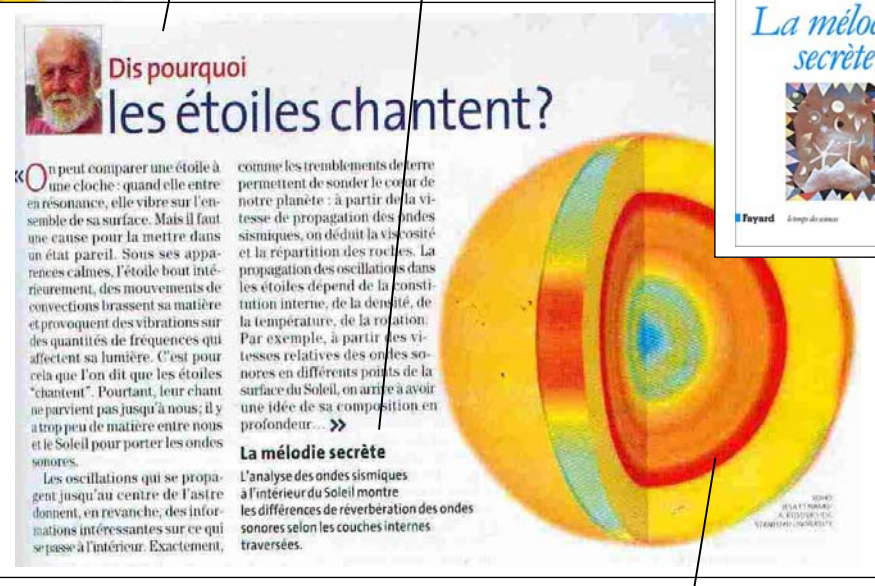 Dis pourquoi
les étoiles chantent?
«On peut comparer une étoile à
une cloche : quand elle entre
en résonance, elle vibre sur l'en-
semble de sa surface. Mais il faut
une cause pour la mettre dans
un état pareil. Sous ses appa-
rences calmes, l'étoile bout inté-
rieurement, des mouvements de
convections brassent sa matière
et provoquent des vibrations sur
des quantités de fréquences qui
affectent sa lumière. C'est pour
cela que l'on dit que les étoiles
"chantent". Pourtant, leur chant
ne parvient pas jusqu'à nous; il y
a trop peu de matière entre nous
et le Soleil pour porter les ondes
sonores.
Les oscillations qui se propa-
gent jusqu'au centre de l'astre
donnent, en revanche, des infor-
mations intéressantes sur ce qui
se passe à l'intérieur. Exactement,
comme les tremblements de terre
permettent de sonder le cœur de
notre planète : à partir de la vi-
tesse de propagation des ondes
sismiques, on déduit la viscosité
et la répartition des roches. La
propagation des oscillations dans
les étoiles dépend de la consti-
tution interne, de la densité, de
la température, de la rotation.
Par exemple, à partir des vi-
tesses relatives des ondes so-
nores en différents points de la
surface du Soleil, on arrive à avoir
une idée de sa composition en
profondeur... »
La mélodie secrète
L'analyse des ondes sismiques
à l'intérieur du Soleil montre
les différences de réverbération des ondes
sonores selon les couches internes
traversées.
La mélod
secrète
Fayard le temps des sciences
SOHO
STANFORD UNIVERSITY